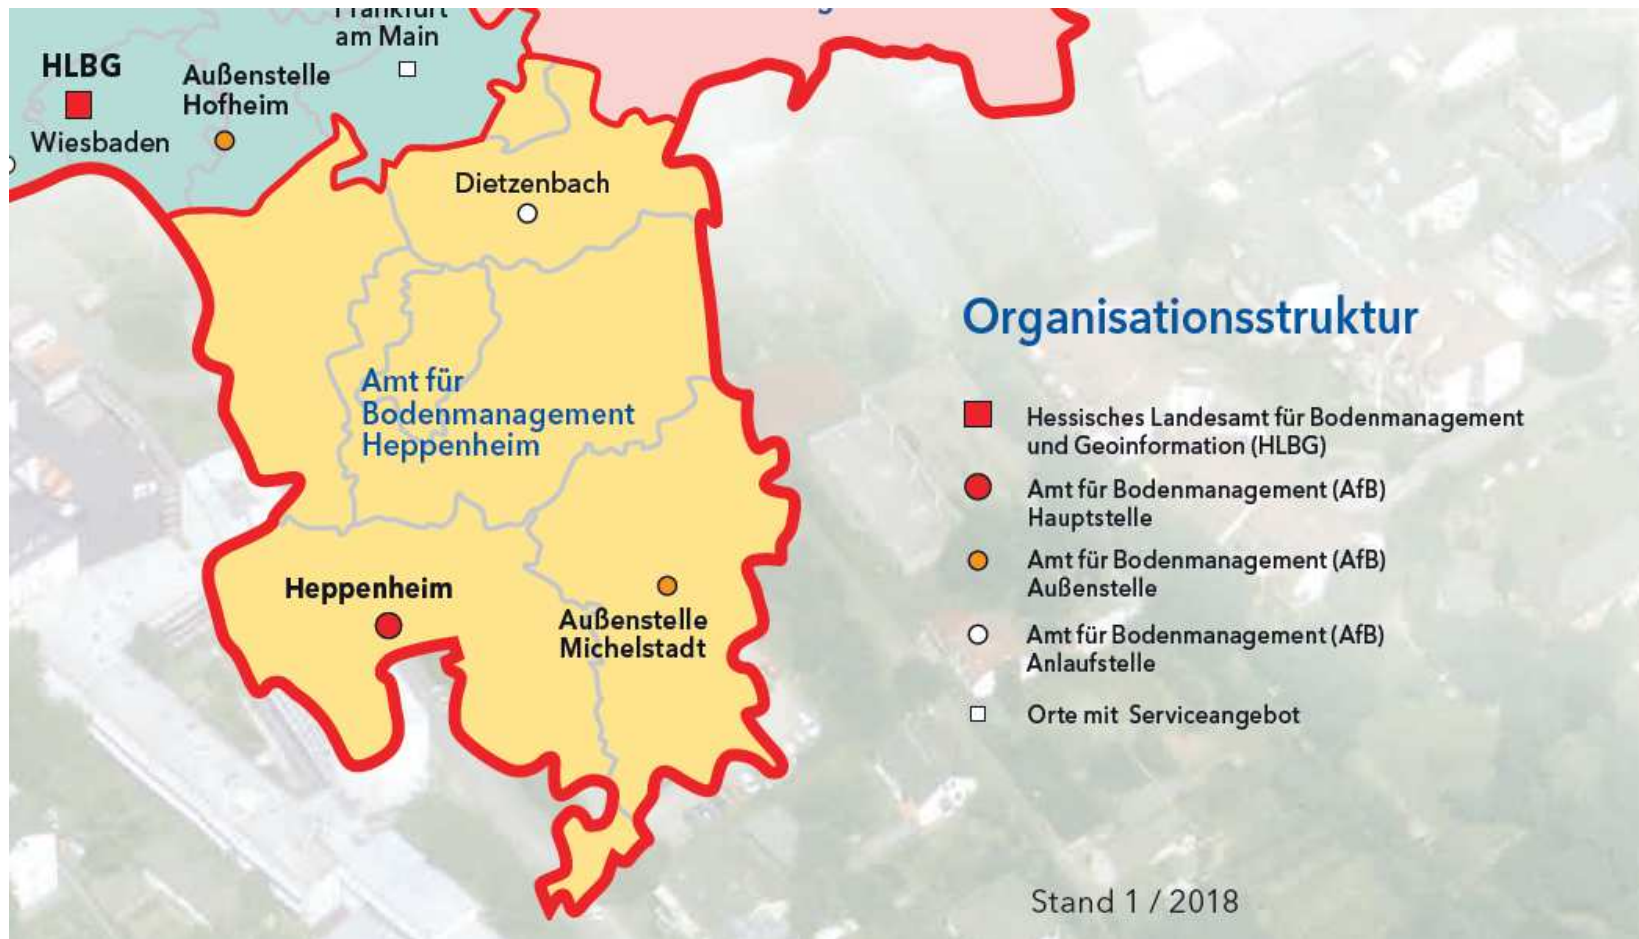 Frankfurt
am Main
HLBG
Außenstelle
Hofheim
Wiesbaden
Dietzenbach
Amt für
Bodenmanagement
Heppenheim
Heppenheim
Außenstelle
Michelstadt
Organisationsstruktur
Hessisches Landesamt für Bodenmanagement
und Geoinformation (HLBG)
Amt für Bodenmanagement (AfB)
Hauptstelle
Amt für Bodenmanagement (AfB)
Außenstelle
Amt für Bodenmanagement (AfB)
Anlaufstelle
Orte mit Serviceangebot
Stand 1 / 2018